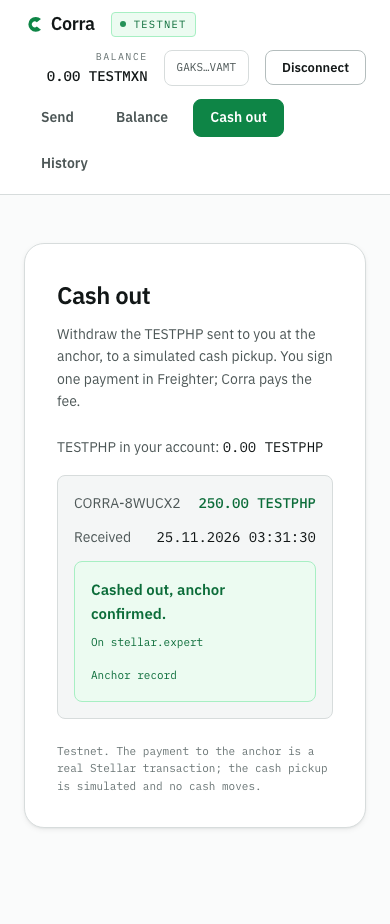 Corra
TESTNET
BALANCE
0.00 TESTMXN
GAKS…VAMT
Disconnect
Send
Balance
Cash out
History
Cash out
Withdraw the TESTPHP sent to you at the
anchor, to a simulated cash pickup. You sign
one payment in Freighter; Corra pays the
fee.
TESTPHP in your account: 0.00 TESTPHP
CORRA-8WUCX2 250.00 TESTPHP
Received 25.11.2026 03:31:30
Cashed out, anchor
confirmed.
On stellar.expert
Anchor record
Testnet. The payment to the anchor is a
real Stellar transaction; the cash pickup
is simulated and no cash moves.